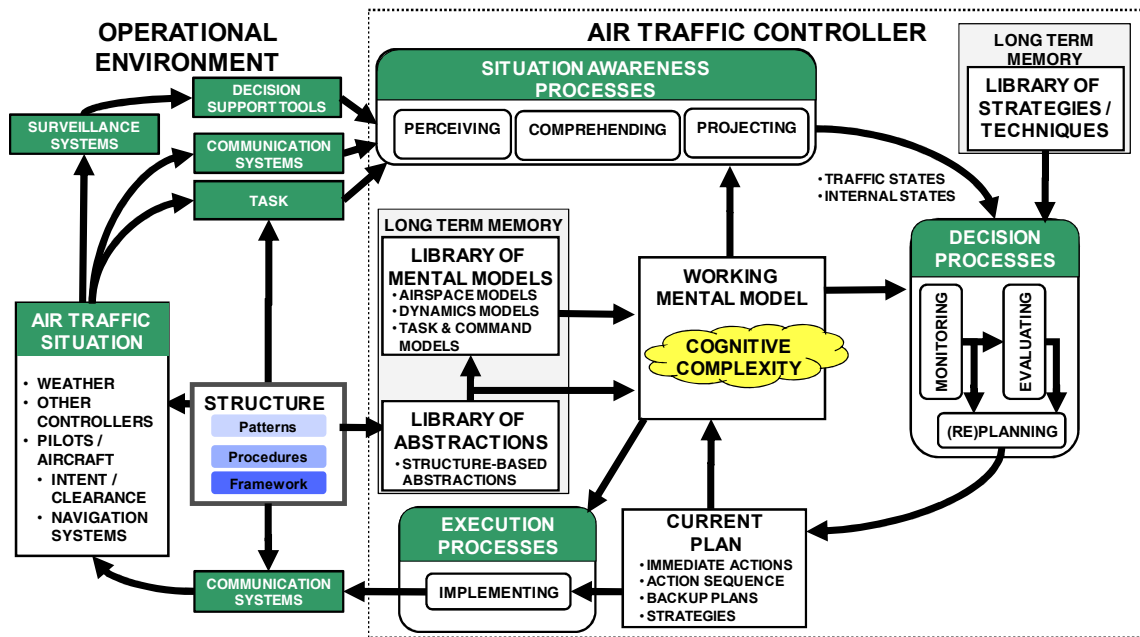 OPERATIONAL
ENVIRONMENT
DECISION
SUPPORT TOOLS
SURVEILLANCE
SYSTEMS
COMMUNICATION
SYSTEMS
TASK
AIR TRAFFIC
SITUATION
• WEATHER
• OTHER
CONTROLLERS
• PILOTS /
AIRCRAFT
• INTENT /
CLEARANCE
• NAVIGATION
SYSTEMS
STRUCTURE
Patterns
Procedures
Framework
COMMUNICATION
SYSTEMS
AIR TRAFFIC CONTROLLER
SITUATION AWARENESS
PROCESSES
PERCEIVING
COMPREHENDING
PROJECTING
LONG TERM
MEMORY
LIBRARY OF
STRATEGIES /
TECHNIQUES
• TRAFFIC STATES
• INTERNAL STATES
LONG TERM MEMORY
LIBRARY OF
MENTAL MODELS
• AIRSPACE MODELS
• DYNAMICS MODELS
• TASK & COMMAND
MODELS
LIBRARY OF
ABSTRACTIONS
• STRUCTURE-BASED
ABSTRACTIONS
WORKING
MENTAL MODEL
COGNITIVE
COMPLEXITY
DECISION
PROCESSES
MONITORING
EVALUATING
(RE)PLANNING
EXECUTION
PROCESSES
IMPLEMENTING
CURRENT
PLAN
• IMMEDIATE ACTIONS
• ACTION SEQUENCE
• BACKUP PLANS
• STRATEGIES